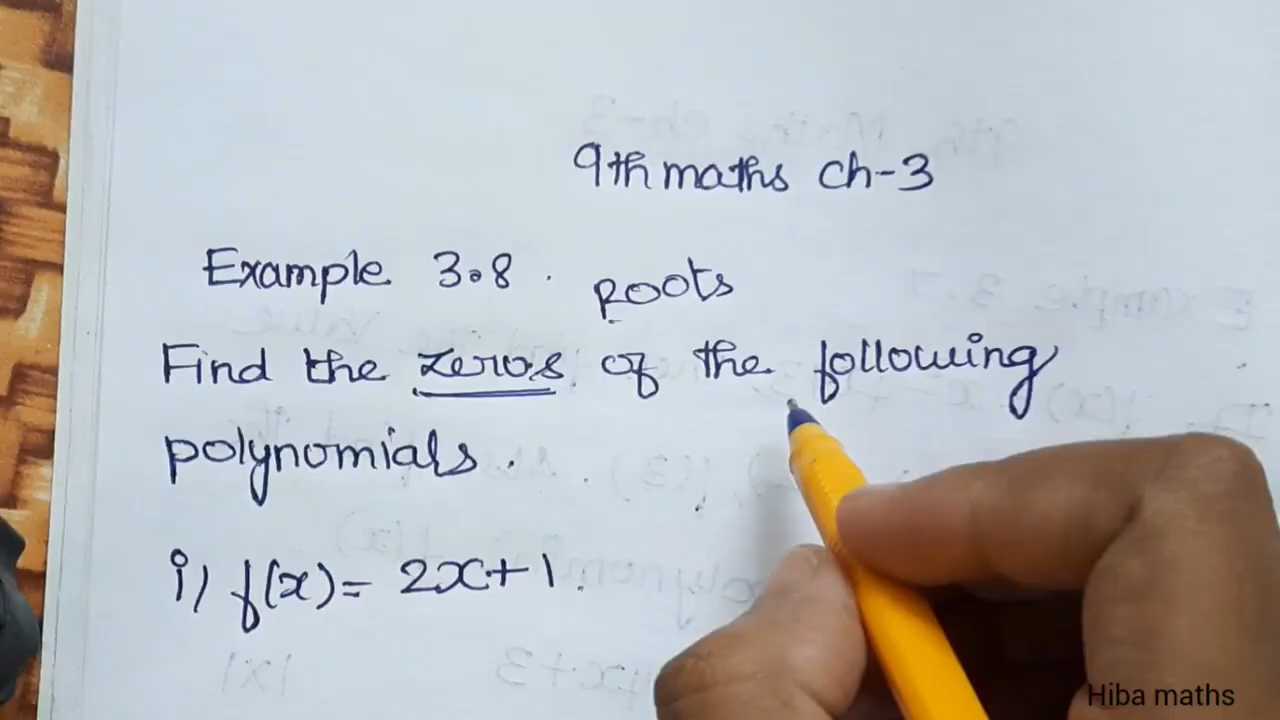 9th maths ch-3
Example 3.8.
Roots
Find the zeros of the following
polynomials.
i) f(x) = 2x+1.
Hiba maths